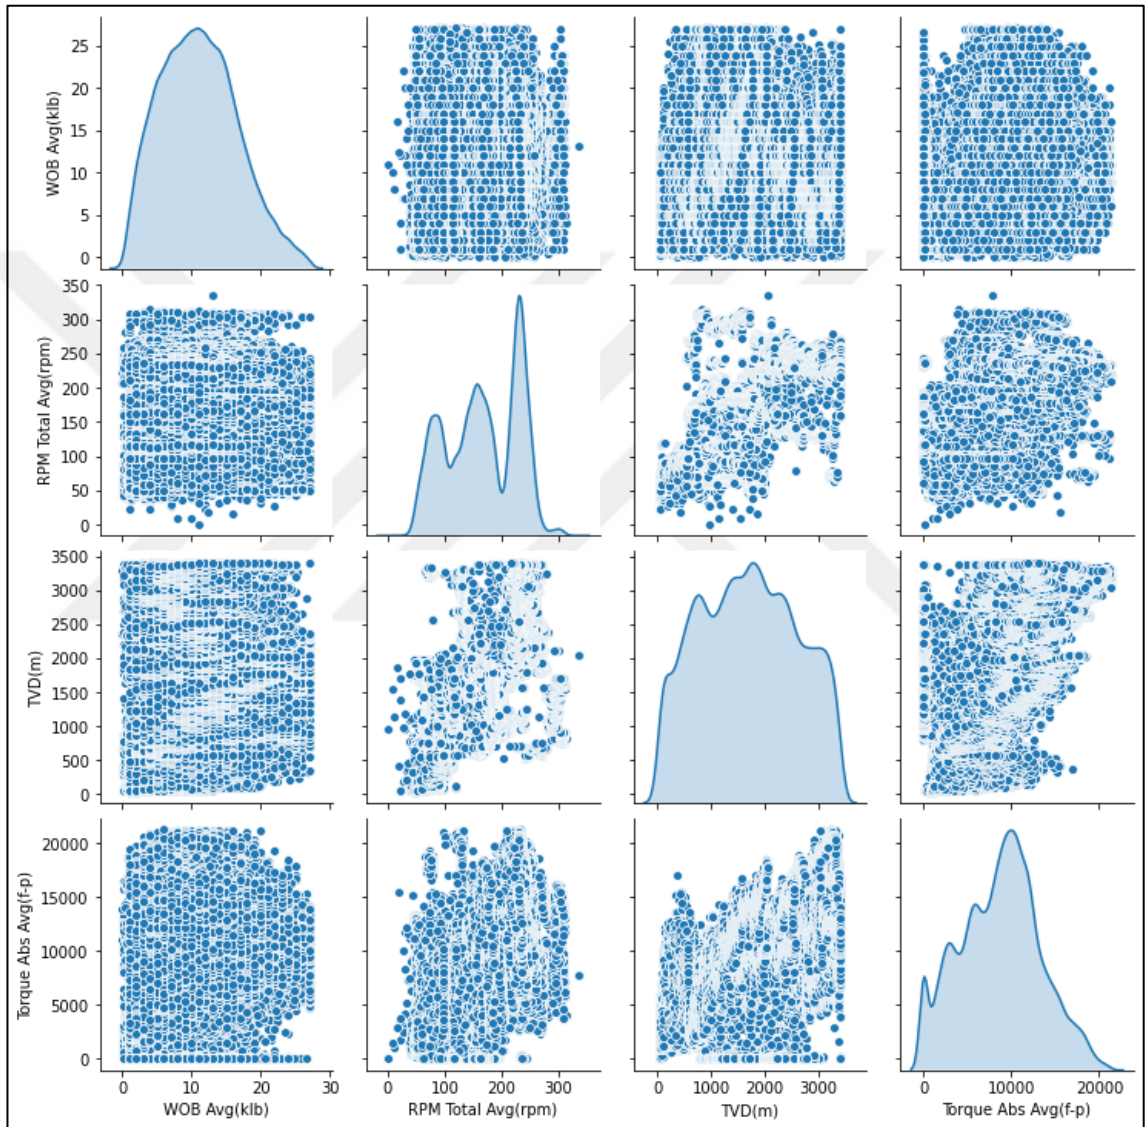 WOB Avg(klb)
25
20
15
10
5
0
RPM Total Avg(rpm)
350
300
250
200
150
100
50
0
TVD(m)
3500
3000
2500
2000
1500
1000
500
0
Torque Abs Avg(f-p)
20000
15000
10000
5000
0
0 10 20 30
WOB Avg(klb)
0 100 200 300
RPM Total Avg(rpm)
0 1000 2000 3000
TVD(m)
0 10000 20000
Torque Abs Avg(f-p)